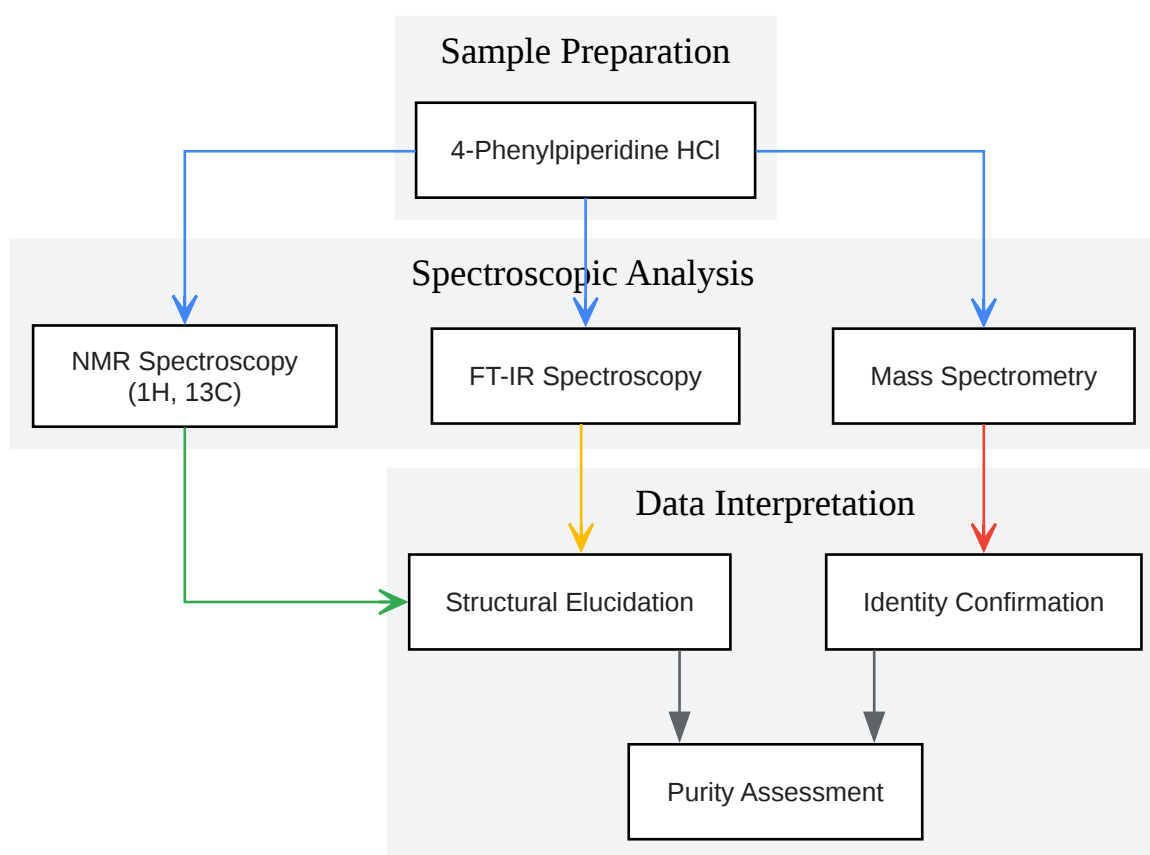 Sample Preparation
4-Phenylpiperidine HCl
Spectroscopic Analysis
NMR Spectroscopy
(1H, 13C)
FT-IR Spectroscopy
Mass Spectrometry
Data Interpretation
Structural Elucidation
Identity Confirmation
Purity Assessment